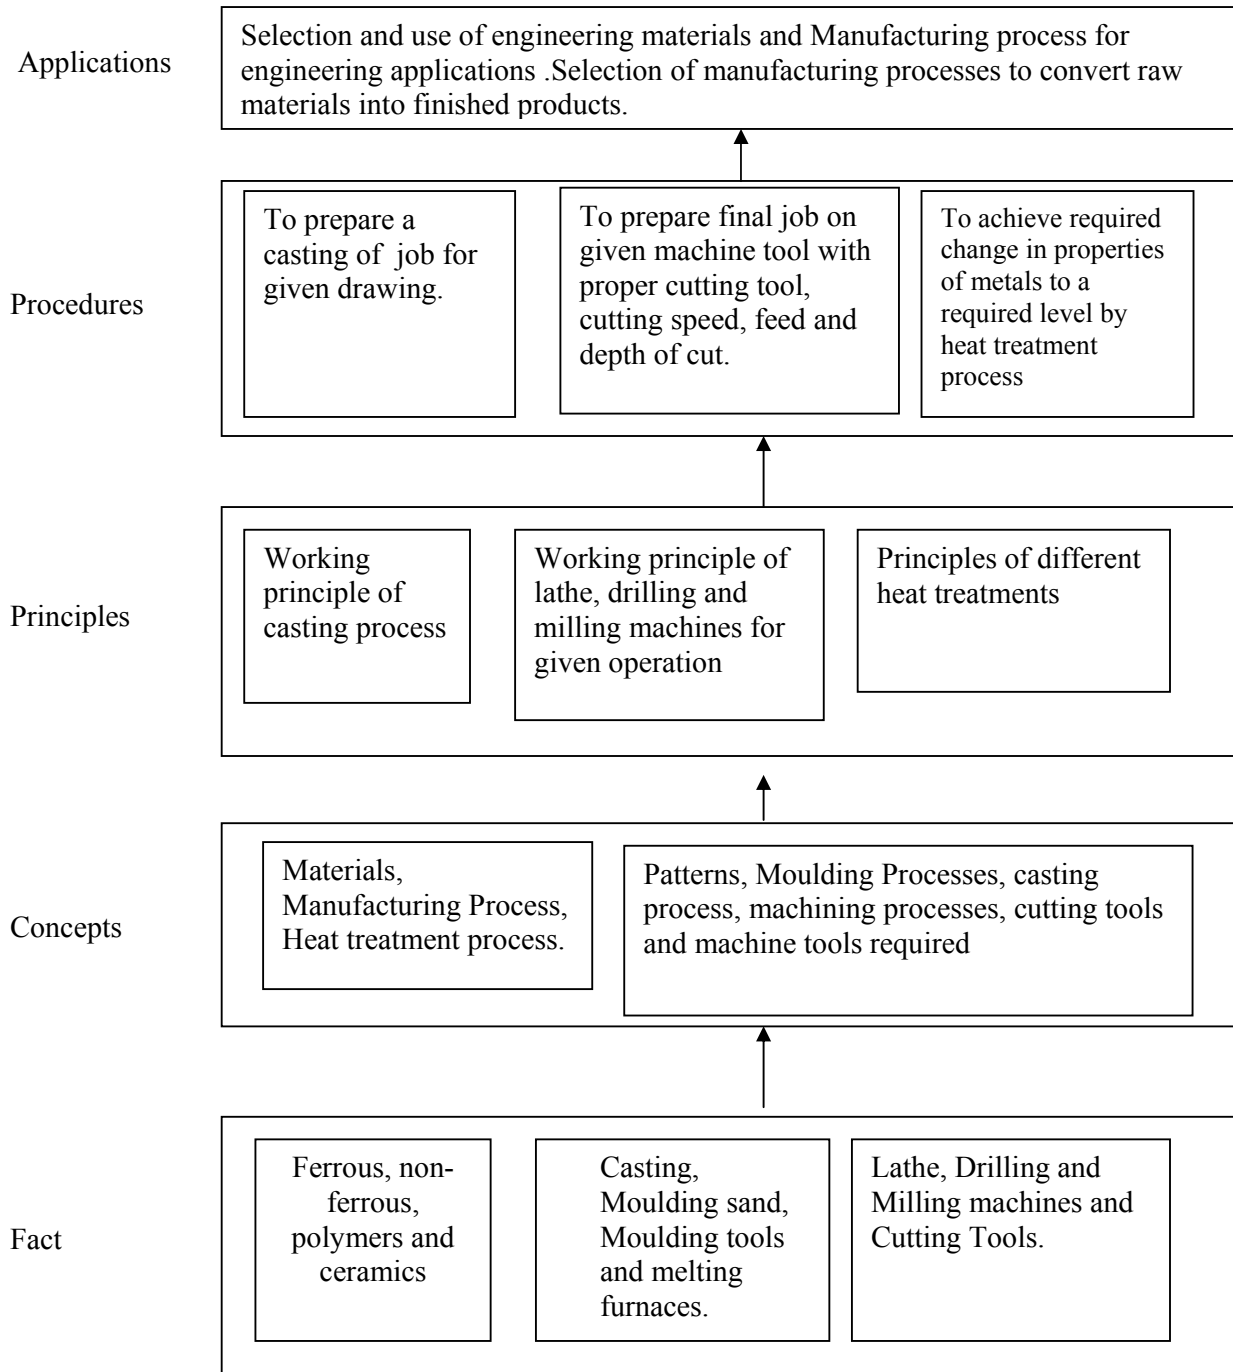 Applications
Selection and use of engineering materials and Manufacturing process for
engineering applications .Selection of manufacturing processes to convert raw
materials into finished products.
Procedures
To prepare a
casting of  job for
given drawing.
To prepare final job on
given machine tool with
proper cutting tool,
cutting speed, feed and
depth of cut.
To achieve required
change in properties
of metals to a
required level by
heat treatment
process
Principles
Working
principle of
casting process
Working principle of
lathe, drilling and
milling machines for
given operation
Principles of different
heat treatments
Concepts
Materials,
Manufacturing Process,
Heat treatment process.
Patterns, Moulding Processes, casting
process, machining processes, cutting tools
and machine tools required
Fact
Ferrous, non-
ferrous,
polymers and
ceramics
Casting,
Moulding sand,
Moulding tools
and melting
furnaces.
Lathe, Drilling and
Milling machines and
Cutting Tools.